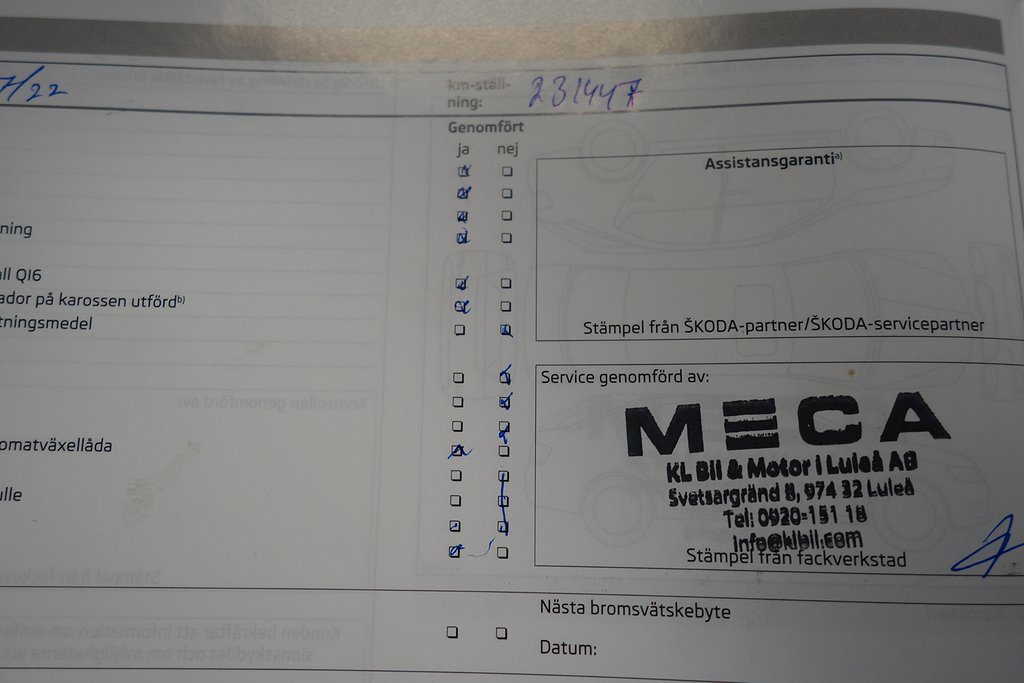 7/22
km-ställ-
ning: 231447
Genomfört
ja nej
Assistansgaranti a)
ning
ll Q16
ador på karossen utförd b)
tningsmedel
Stämpel från ŠKODA-partner/ŠKODA-servicepartner
Service genomförd av:
MECA
KL Bil & Motor i Luleå AB
omatväxellåda
Svetsargränd 8, 974 32 Luleå
ulle
Tel: 0920-151 18
info@klbil.com
Stämpel från fackverkstad
Nästa bromsvätskebyte
Datum: